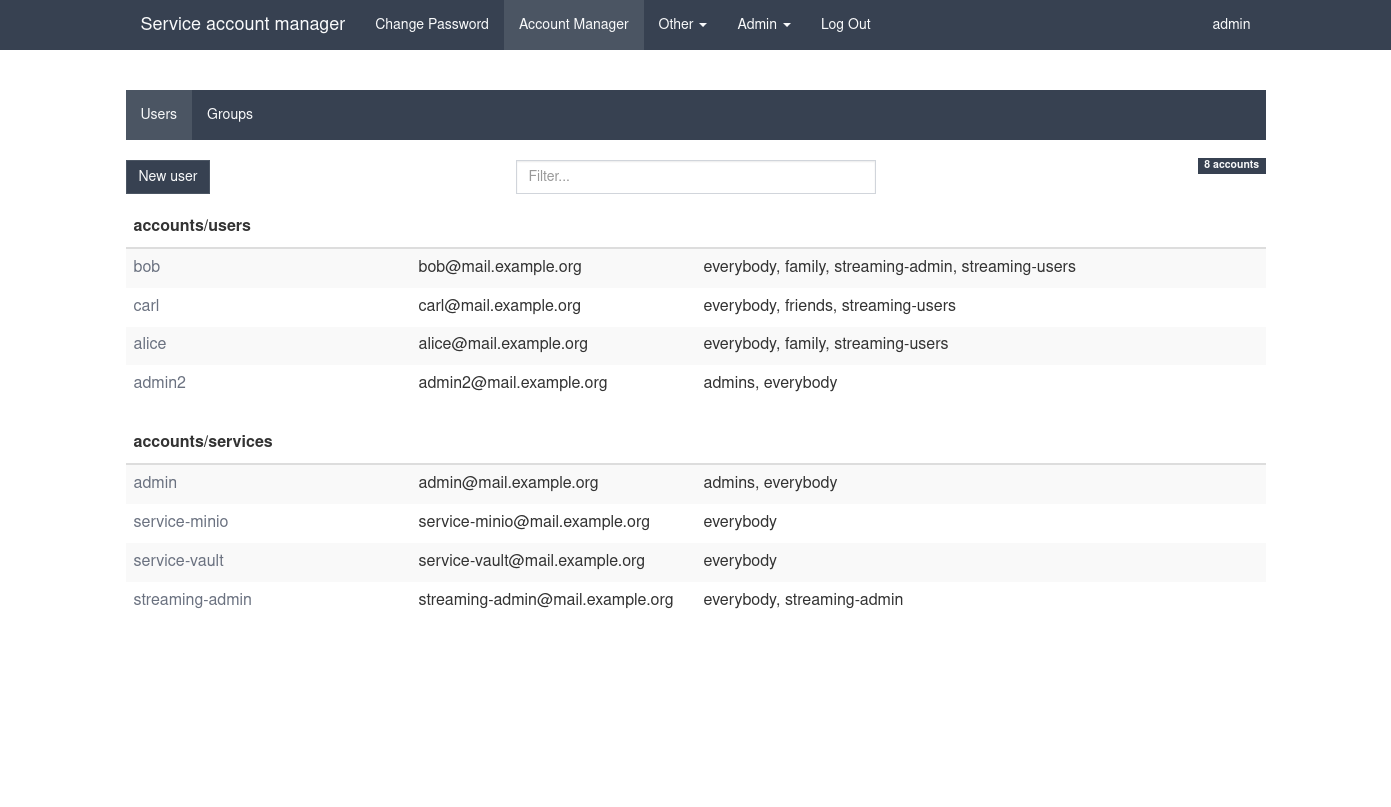 Service account manager Change Password Account Manager Other Admin Log Out admin
Users Groups
New user Filter... 8 accounts
accounts/users
bob bob@mail.example.org everybody, family, streaming-admin, streaming-users
carl carl@mail.example.org everybody, friends, streaming-users
alice alice@mail.example.org everybody, family, streaming-users
admin2 admin2@mail.example.org admins, everybody
accounts/services
admin admin@mail.example.org admins, everybody
service-minio service-minio@mail.example.org everybody
service-vault service-vault@mail.example.org everybody
streaming-admin streaming-admin@mail.example.org everybody, streaming-admin